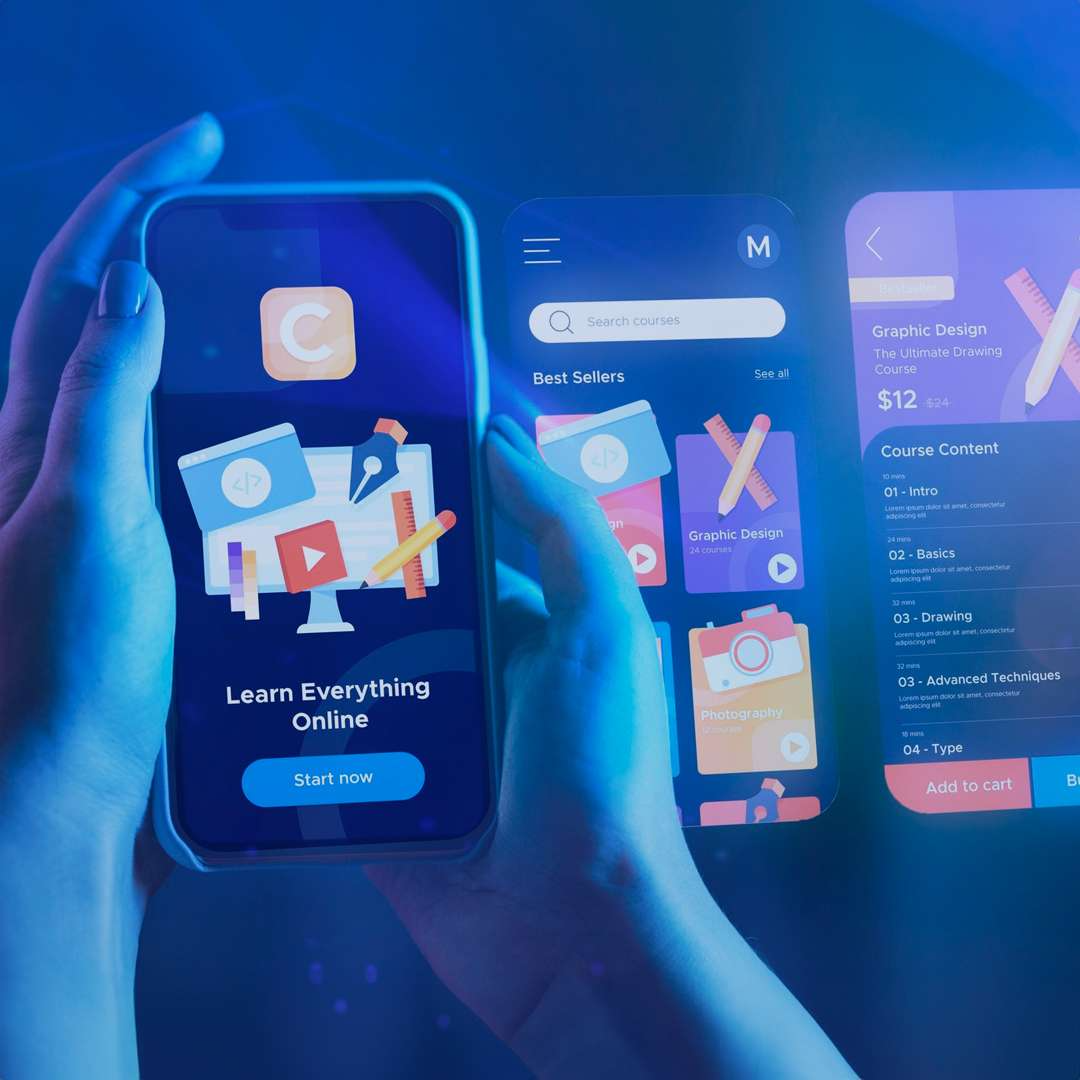 C
</>
Learn Everything
Online
Start now
M
Search courses
Best Sellers
See all
</>
Graphic Design
24 courses
Photography
12 courses
Bestseller
Graphic Design
The Ultimate Drawing
Course
$12 $24
Course Content
10 mins
01 - Intro
Lorem ipsum dolor sit amet, consectetur
adipiscing elit
24 mins
02 - Basics
Lorem ipsum dolor sit amet, consectetur
adipiscing elit
32 mins
03 - Drawing
Lorem ipsum dolor sit amet, consectetur
adipiscing elit
32 mins
03 - Advanced Techniques
Lorem ipsum dolor sit amet, consectetur
adipiscing elit
18 mins
04 - Type
Add to cart